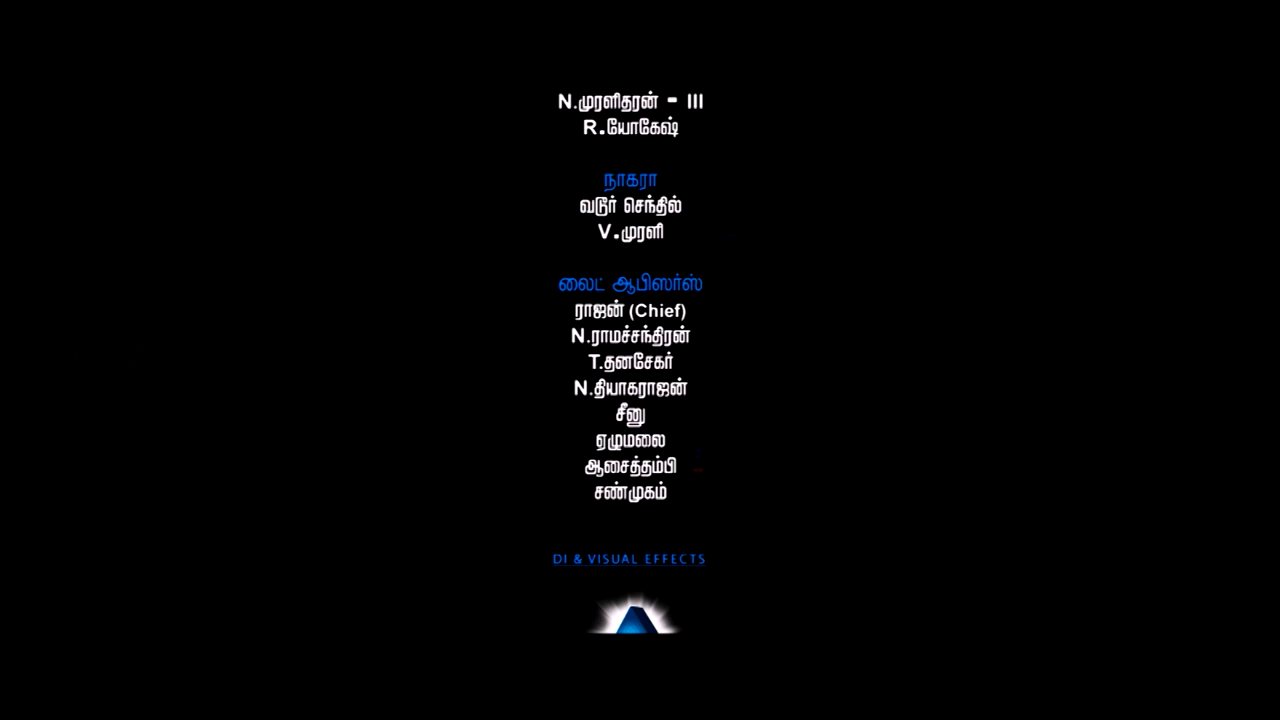 N.முரளிதரன் - III
R.யோகேஷ்
நாகரா
வடூர் செந்தில்
V.முரளி
லைட் ஆபிஸர்ஸ்
ராஜன் (Chief)
N.ராமச்சந்திரன்
T.தனசேகர்
N.தியாகராஜன்
சீனு
ஏழுமலை
ஆசைத்தம்பி
சண்முகம்
DI & VISUAL EFFECTS